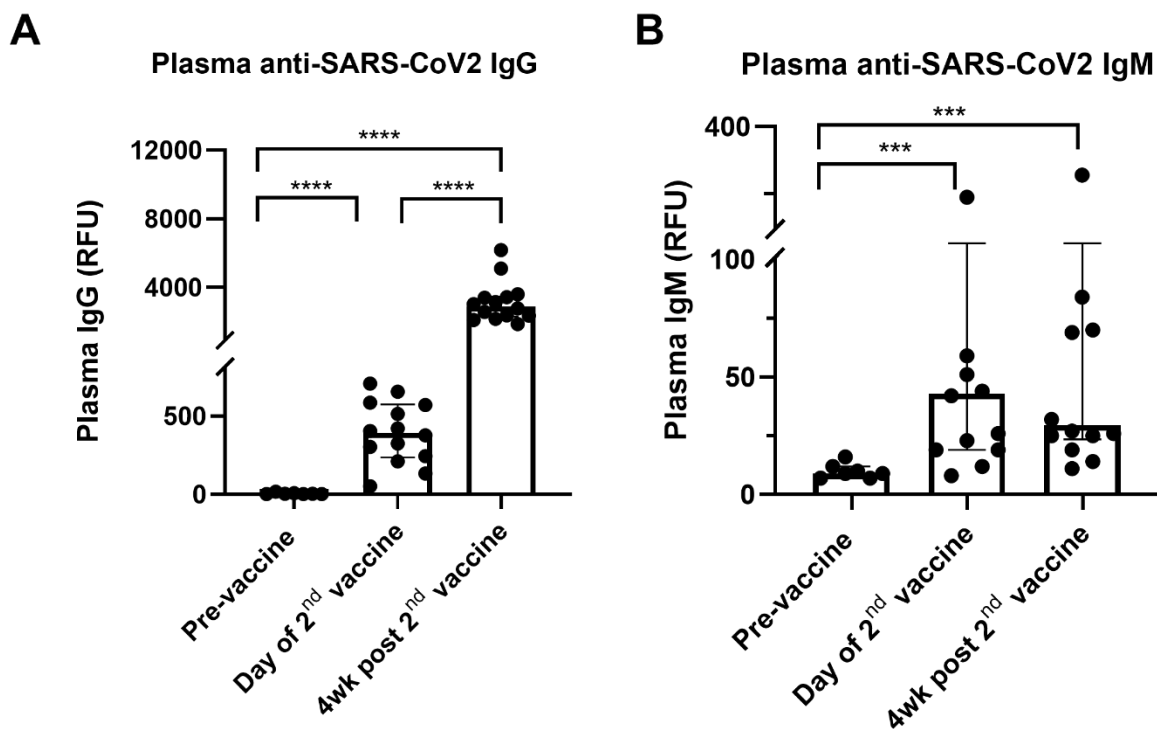 A
Plasma anti-SARS-CoV2 IgG
Plasma IgG (RFU)
12000
8000
4000
500
0
****
****
****
Pre-vaccine
Day of 2nd vaccine
4wk post 2nd vaccine
B
Plasma anti-SARS-CoV2 IgM
Plasma IgM (RFU)
400
100
50
0
***
***
Pre-vaccine
Day of 2nd vaccine
4wk post 2nd vaccine